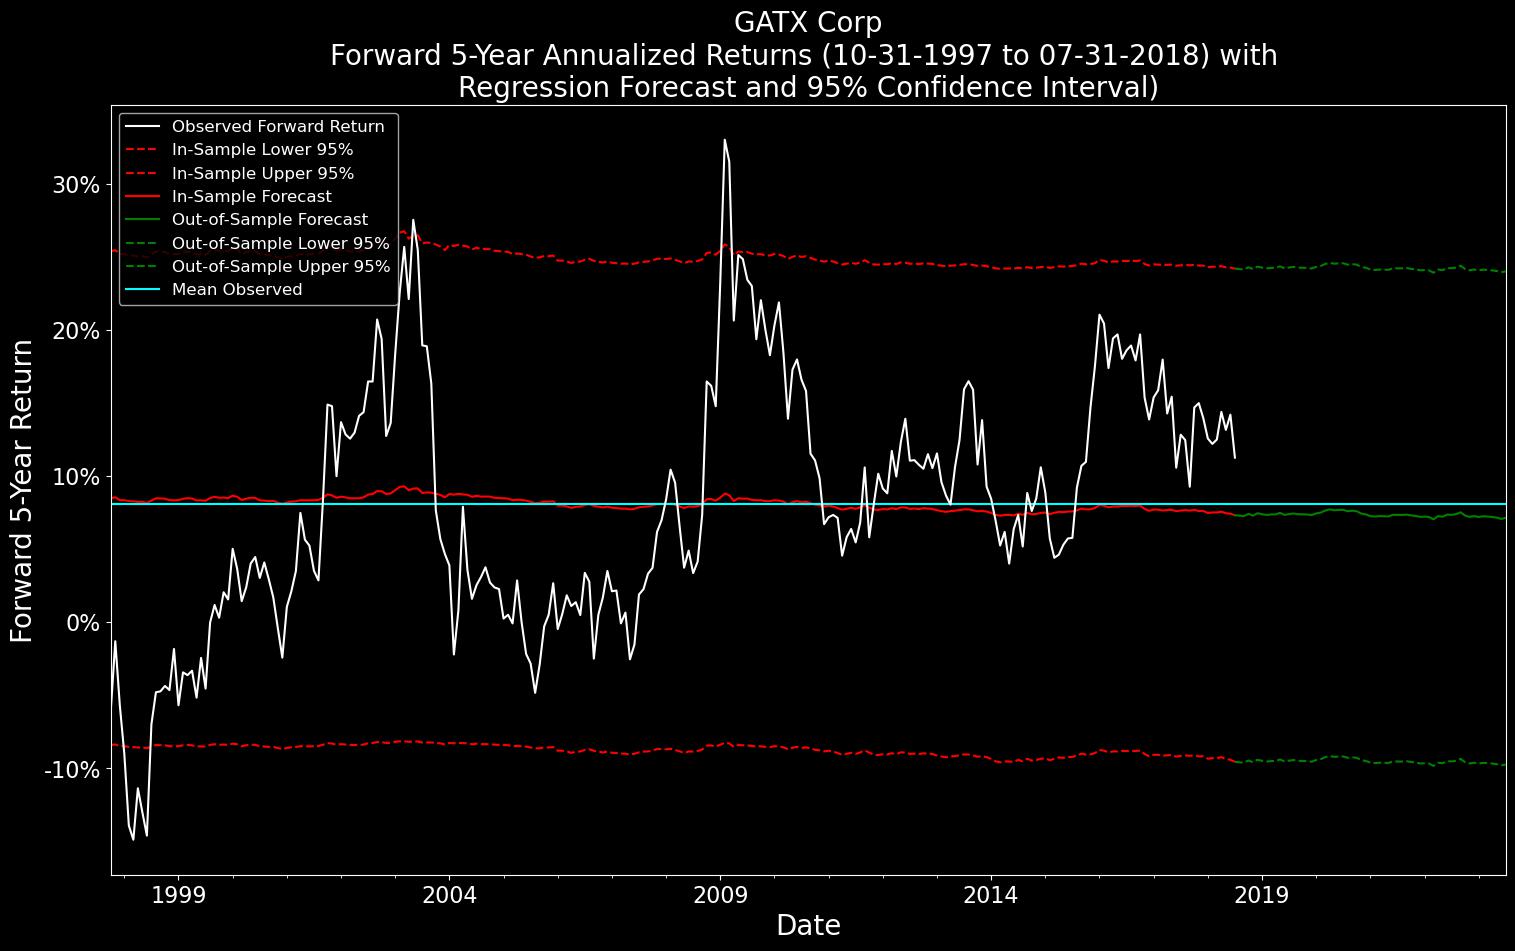 GATX Corp
Forward 5-Year Annualized Returns (10-31-1997 to 07-31-2018) with
Regression Forecast and 95% Confidence Interval)
Observed Forward Return
In-Sample Lower 95%
In-Sample Upper 95%
In-Sample Forecast
Out-of-Sample Forecast
Out-of-Sample Lower 95%
Out-of-Sample Upper 95%
Mean Observed
Forward 5-Year Return
30%
20%
10%
0%
-10%
1999
2004
2009
2014
2019
Date